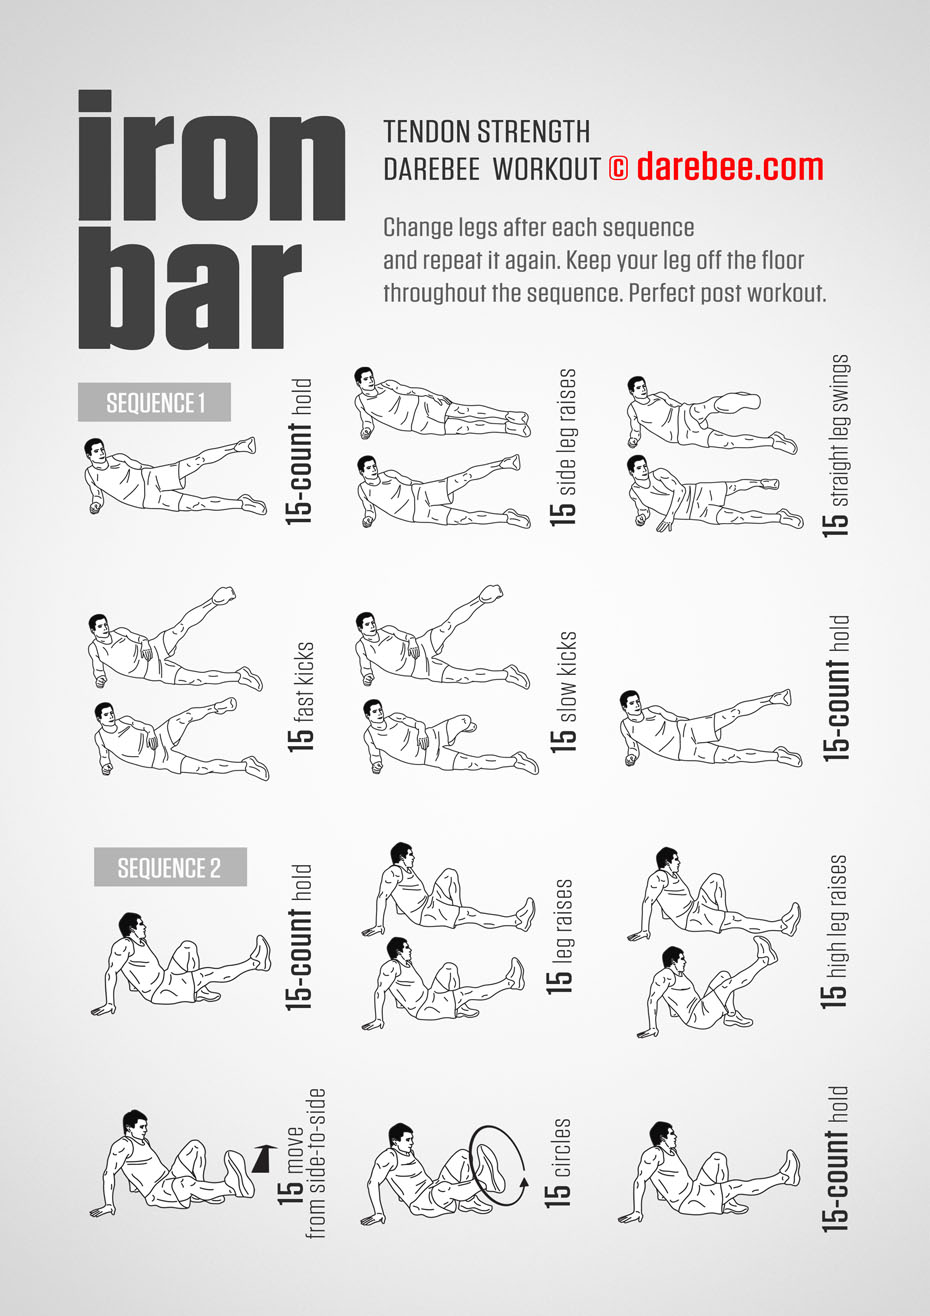 iron
bar
TENDON STRENGTH
DAREBEE WORKOUT © darebee.com
Change legs after each sequence
and repeat it again. Keep your leg off the floor
throughout the sequence. Perfect post workout.
SEQUENCE 1
15-count hold
15 side leg raises
15 straight leg swings
15 fast kicks
15 slow kicks
15-count hold
SEQUENCE 2
15-count hold
15 leg raises
15 high leg raises
15 move
from side-to-side
15 circles
15-count hold